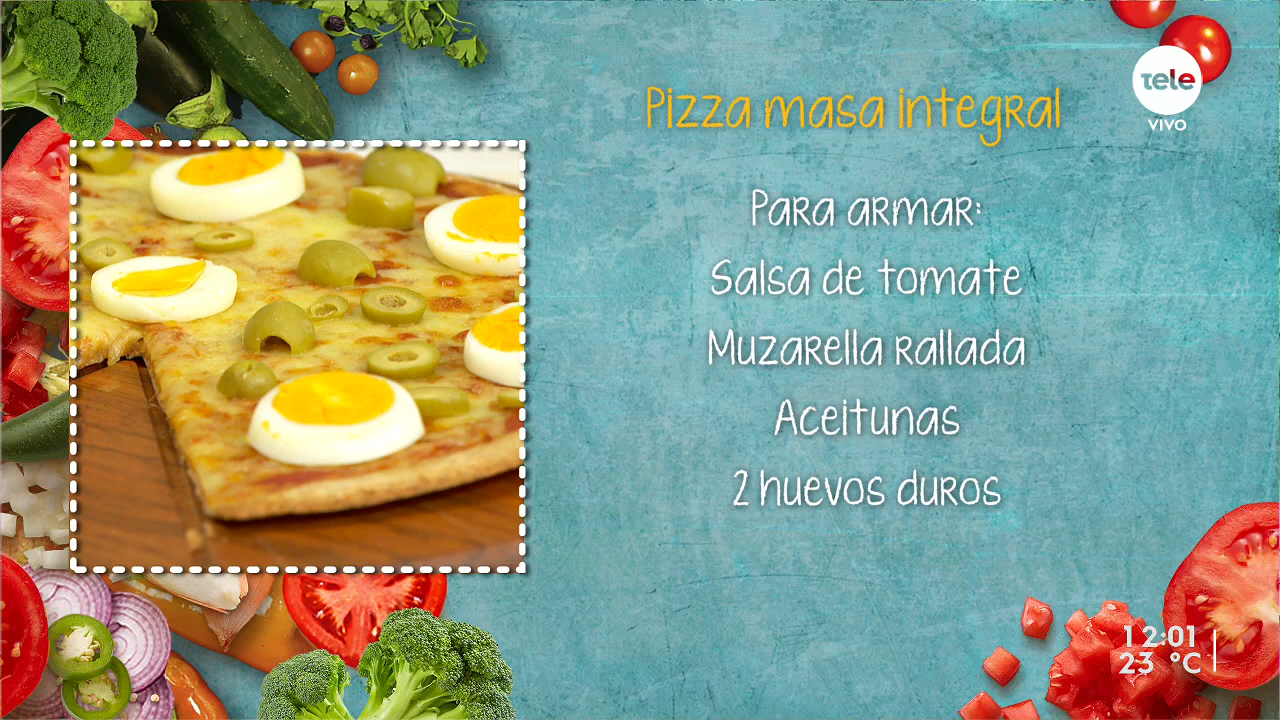 Pizza masa integral
tele
VIVO
Para armar:
Salsa de tomate
Muzarella rallada
Aceitunas
2 huevos duros
12:01
23 °C